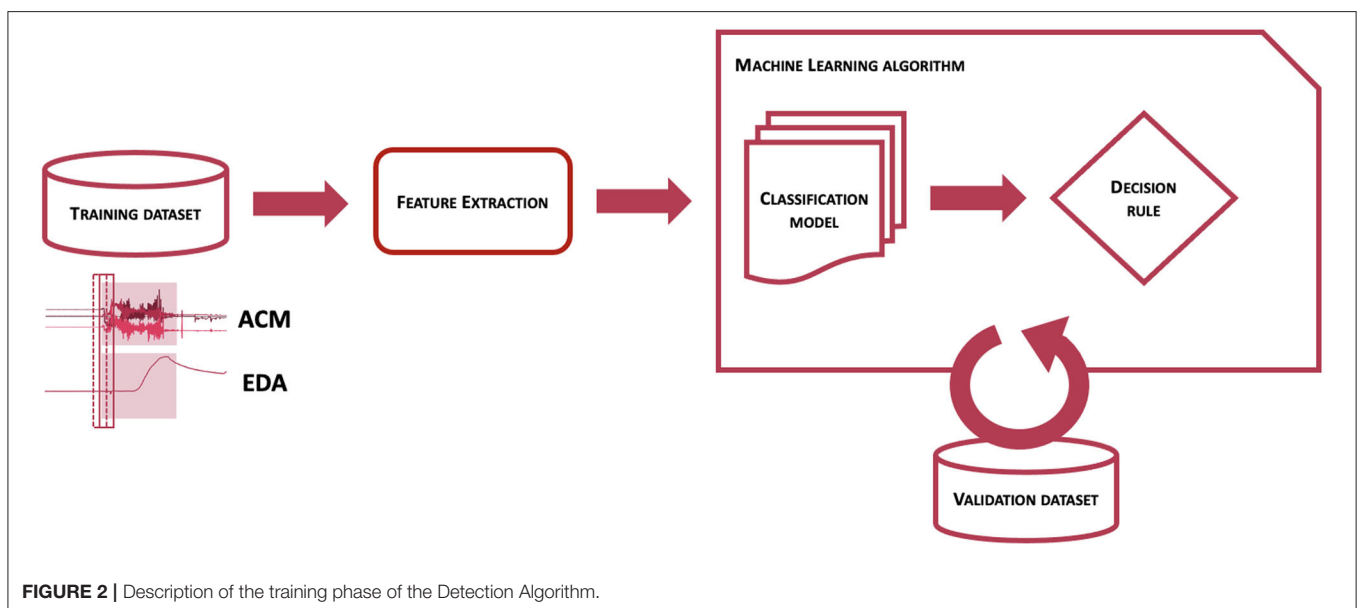 MACHINE LEARNING ALGORITHM
TRAINING DATASET
FEATURE EXTRACTION
CLASSIFICATION
MODEL
DECISION
RULE
ACM
EDA
VALIDATION DATASET
FIGURE 2 | Description of the training phase of the Detection Algorithm.